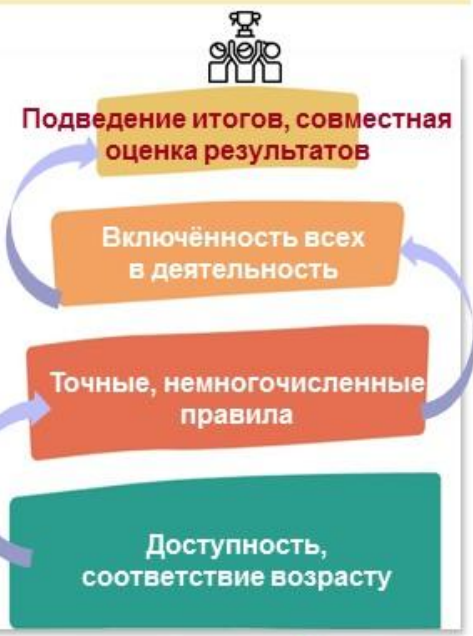 Подведение итогов, совместная
оценка результатов
Включённость всех
в деятельность
Точные, немногочисленные
правила
Доступность,
соответствие возрасту